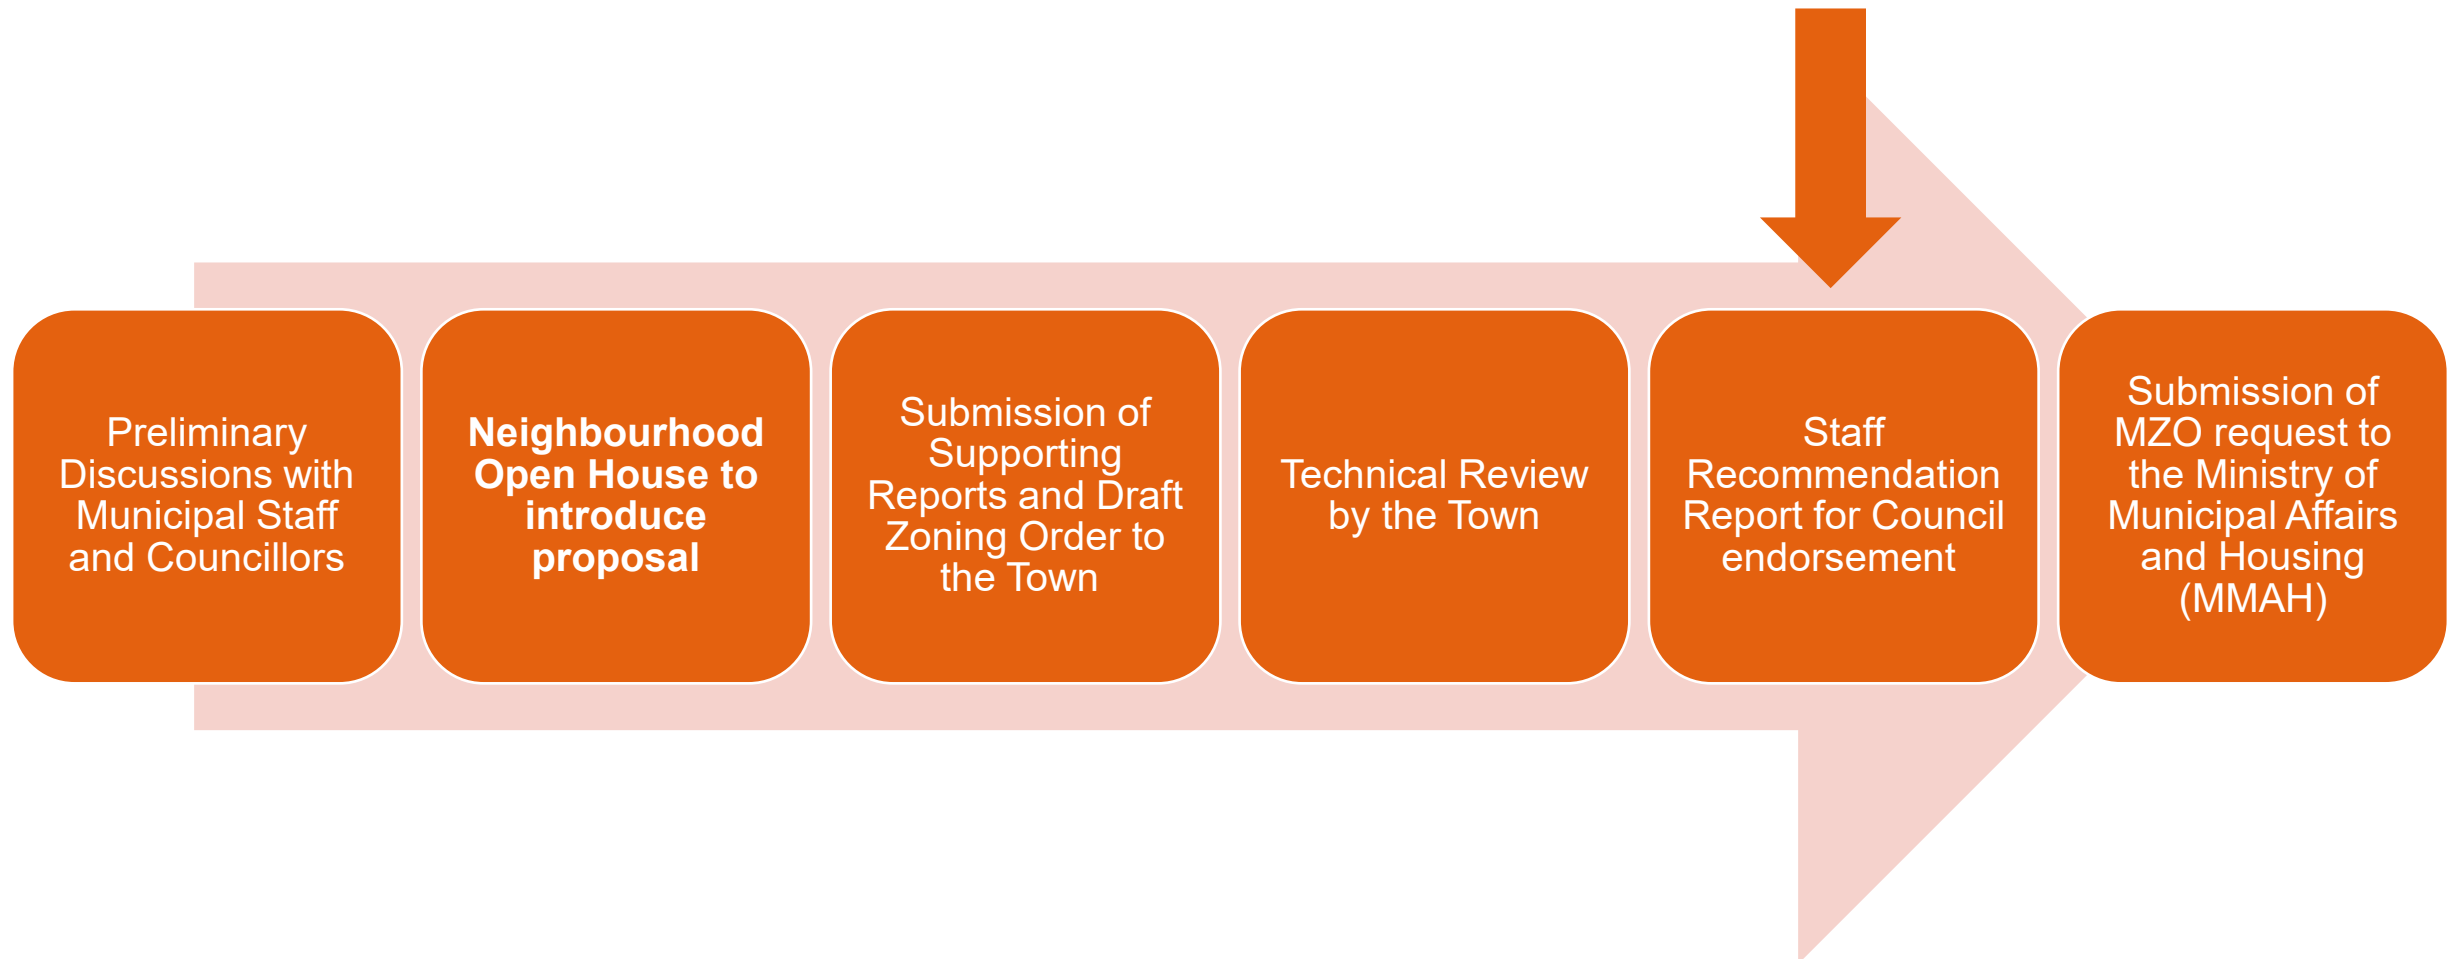 Preliminary
Discussions with
Municipal Staff
and Councillors
Neighbourhood
Open House to
introduce
proposal
Submission of
Supporting
Reports and Draft
Zoning Order to
the Town
Technical Review
by the Town
Staff
Recommendation
Report for Council
endorsement
Submission of
MZO request to
the Ministry of
Municipal Affairs
and Housing
(MMAH)